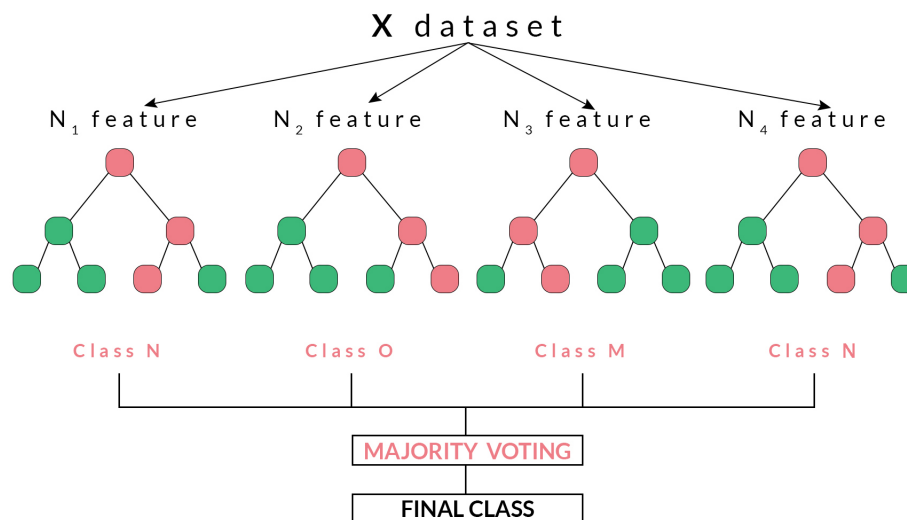 X dataset
N₁ feature N₂ feature N₃ feature N₄ feature
Class N Class O Class M Class N
MAJORITY VOTING
FINAL CLASS